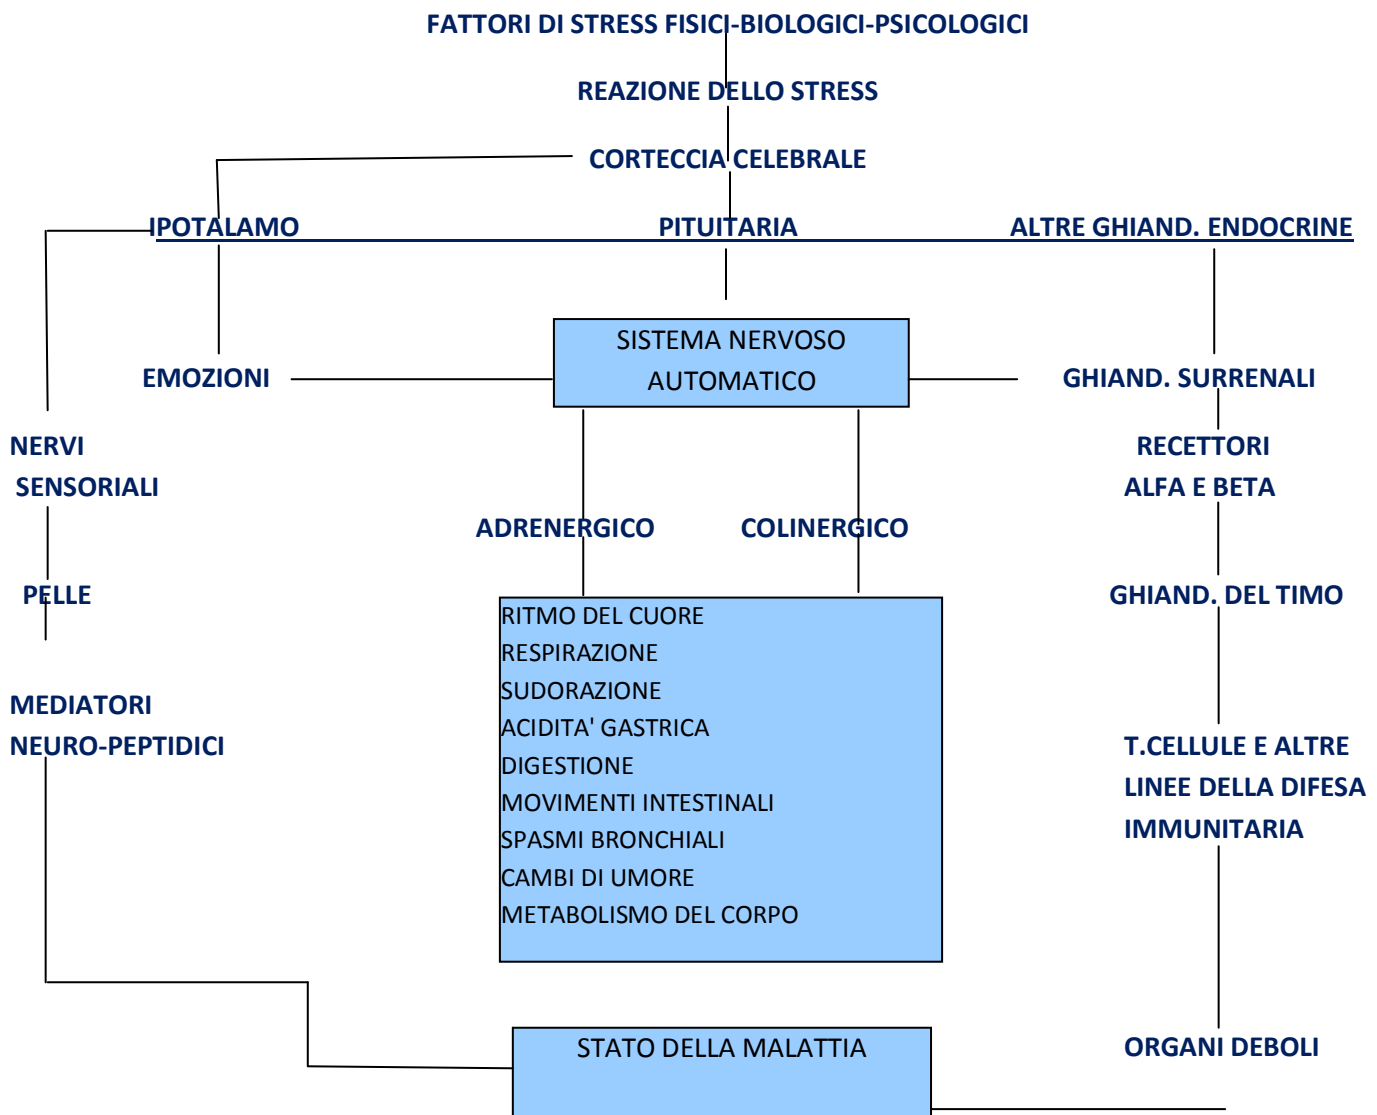 FATTORI DI STRESS FISICI-BIOLOGICI-PSICOLOGICI
REAZIONE DELLO STRESS
CORTECCIA CELEBRALE
IPOTALAMO
PITUITARIA
ALTRE GHIAND. ENDOCRINE
SISTEMA NERVOSO
AUTOMATICO
EMOZIONI
GHIAND. SURRENALI
NERVI
SENSORIALI
RECETTORI
ALFA E BETA
ADRENERGICO
COLINERGICO
PELLE
GHIAND. DEL TIMO
RITMO DEL CUORE
RESPIRAZIONE
SUDORAZIONE
ACIDITA' GASTRICA
DIGESTIONE
MOVIMENTI INTESTINALI
SPASMI BRONCHIALI
CAMBI DI UMORE
METABOLISMO DEL CORPO
MEDIATORI
NEURO-PEPTIDICI
T.CELLULE E ALTRE
LINEE DELLA DIFESA
IMMUNITARIA
STATO DELLA MALATTIA
ORGANI DEBOLI